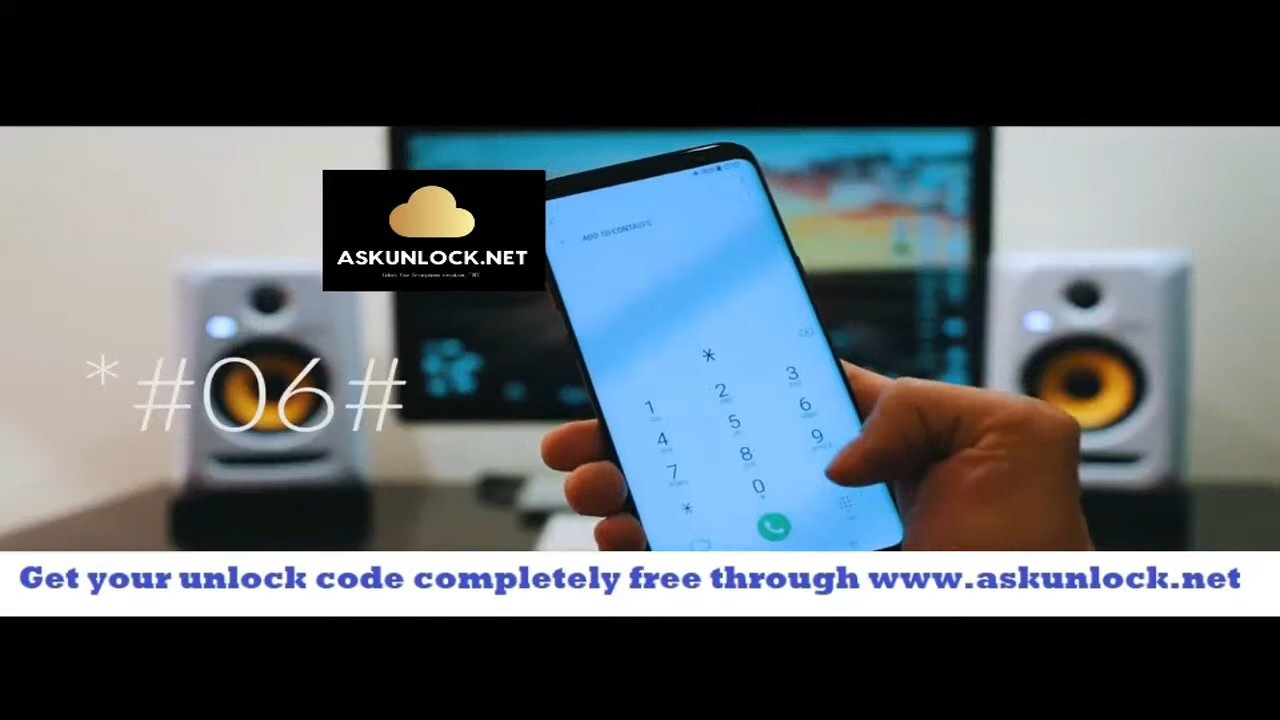 ASKUNLOCK.NET
ADD TO CONTACTS
*#06#
*
1 2 3
4 5 6
7 8 9
* 0
Get your unlock code completely free through www.askunlock.net